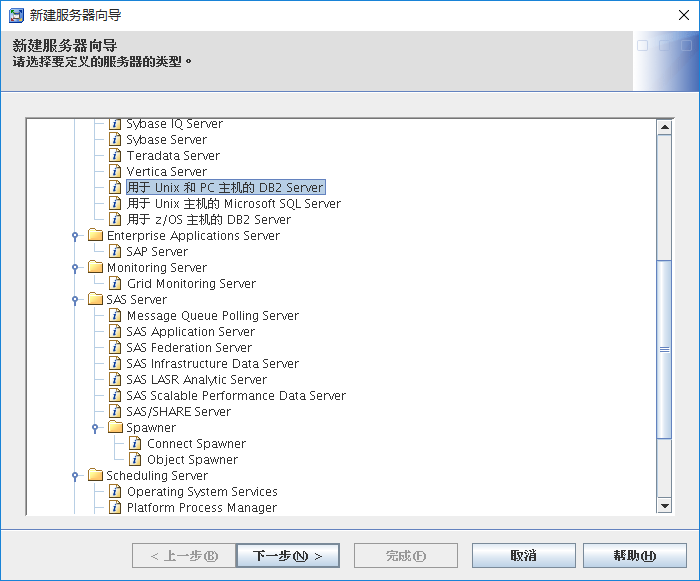 新建服务器向导
新建服务器向导
请选择要定义的服务器的类型。
Sybase IQ Server
Sybase Server
Teradata Server
Vertica Server
用于 Unix 和 PC 主机的 DB2 Server
用于 Unix 主机的 Microsoft SQL Server
用于 z/OS 主机的 DB2 Server
Enterprise Applications Server
SAP Server
Monitoring Server
Grid Monitoring Server
SAS Server
Message Queue Polling Server
SAS Application Server
SAS Federation Server
SAS Infrastructure Data Server
SAS LASR Analytic Server
SAS Scalable Performance Data Server
SAS/SHARE Server
Spawner
Connect Spawner
Object Spawner
Scheduling Server
Operating System Services
Platform Process Manager
< 上一步(B) 下一步(N) > 完成(F) 取消 帮助(H)